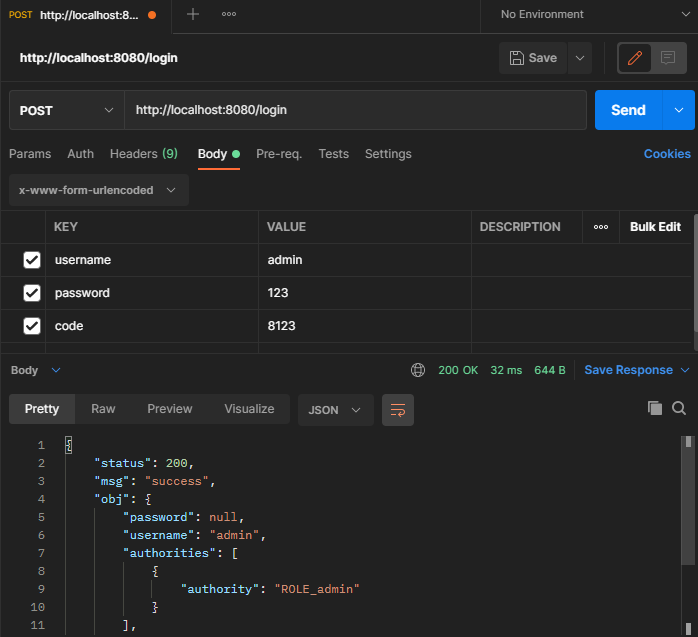 POST http://localhost:8... No Environment
http://localhost:8080/login Save
POST http://localhost:8080/login Send
Params Auth Headers (9) Body Pre-req. Tests Settings Cookies
x-www-form-urlencoded
KEY VALUE DESCRIPTION Bulk Edit
username admin
password 123
code 8123
Body 200 OK 32 ms 644 B Save Response
Pretty Raw Preview Visualize JSON
1 {
2 "status": 200,
3 "msg": "success",
4 "obj": {
5 "password": null,
6 "username": "admin",
7 "authorities": [
8 {
9 "authority": "ROLE_admin"
10 }
11 ],